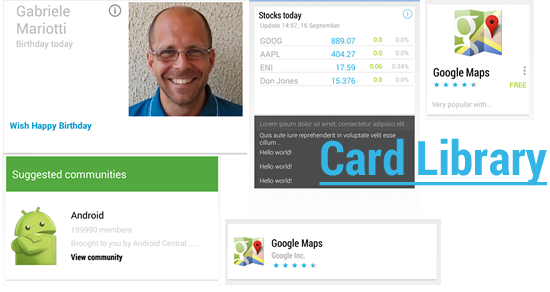 Gabriele
Mariotti
Birthday today
Wish Happy Birthday
Stocks today
Update 14:57, 16 September
GOOG 889.07 0.0 0.0%
AAPL 404.27 0.0 0.0%
ENI 17.59 0.06 0.34%
Don Jones 15.376 0.0 0.0%
Lorem ipsum dolor sit amet, consectetur adipisici elit.
Quis aute iure reprehenderit in voluptate velit esse
cillum ..
Hello world!
Hello world!
Hello world!
Google Maps
FREE
Very popular with...
Card Library
Suggested communities
Android
199990 members
Brought to you by Android Central......
View community
Google Maps
Google Inc.